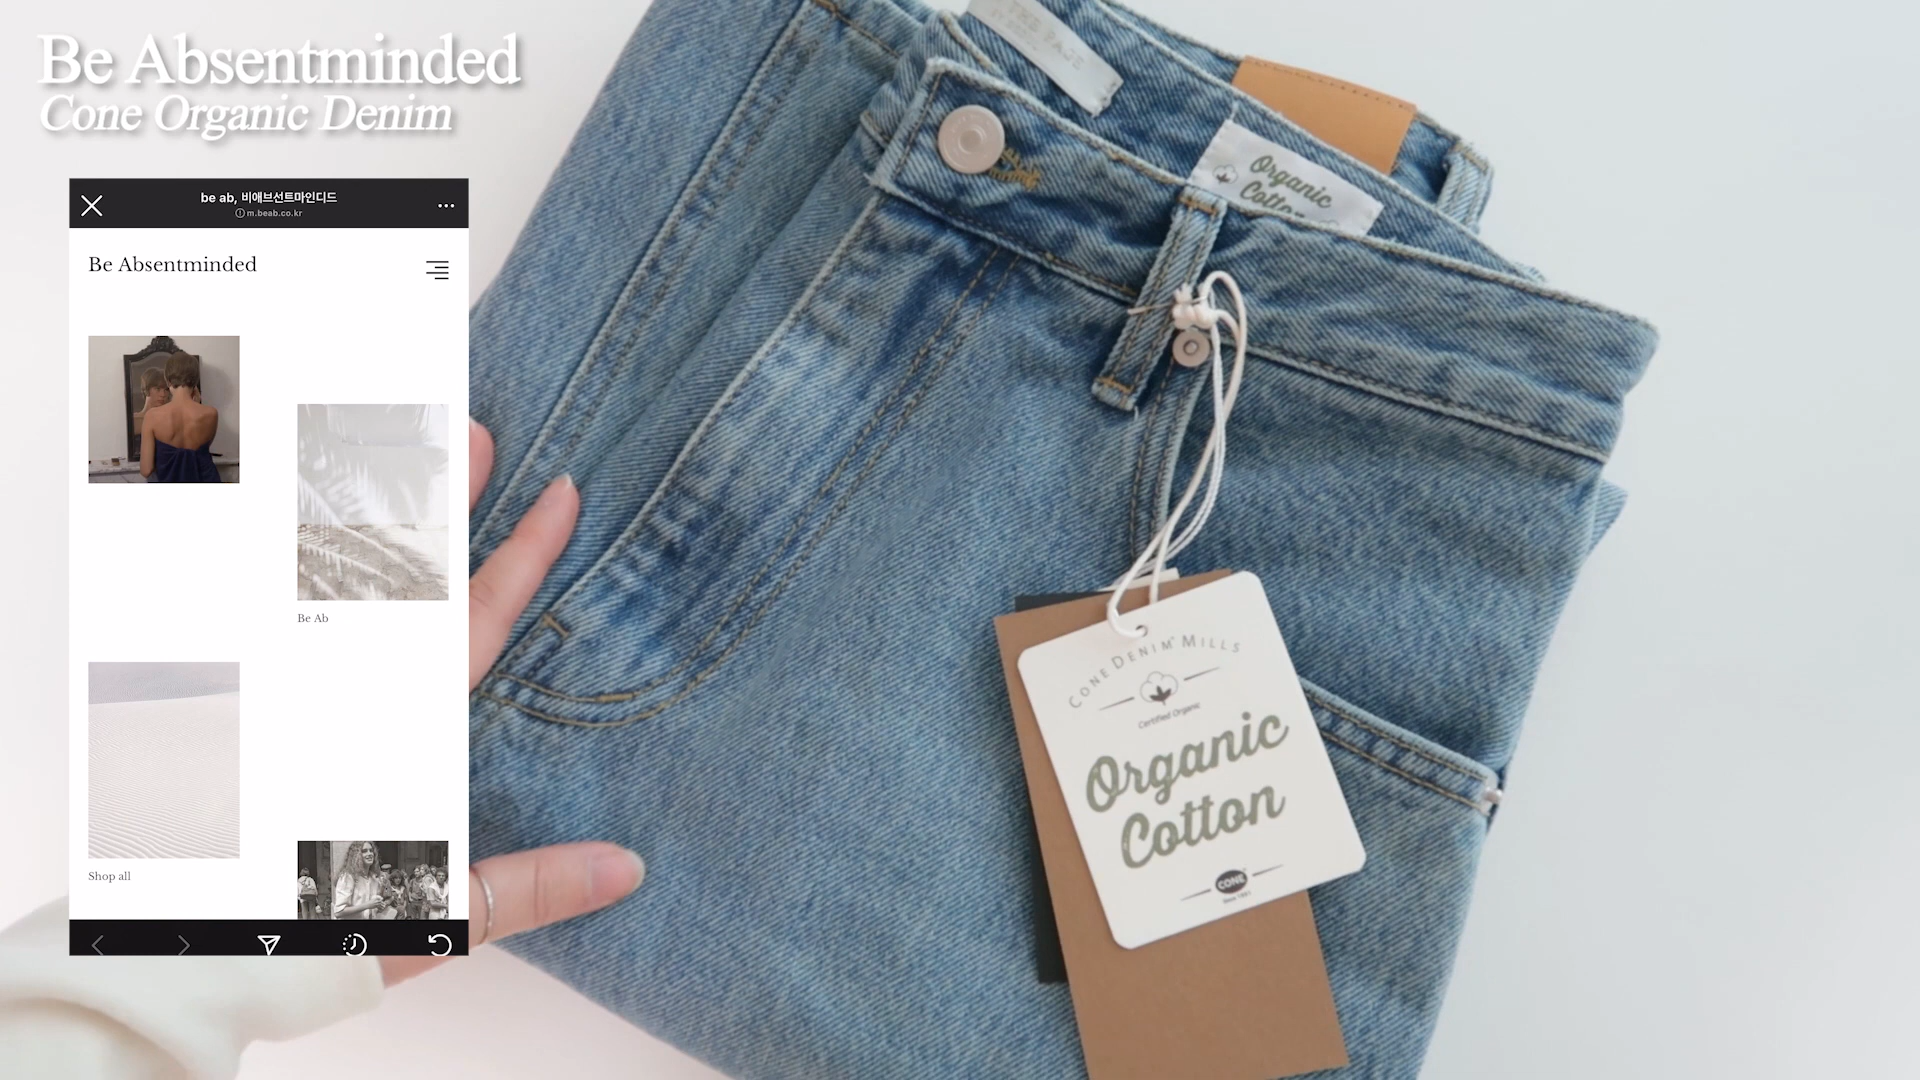 Be Absentminded
Cone Organic Denim
be ab, 비애브선트마인디드
m.beab.co.kr
Be Absentminded
Be Ab
Shop all
Organic
Cotton
CONE DENIM MILLS
Certified Organic
Organic
Cotton
CONE